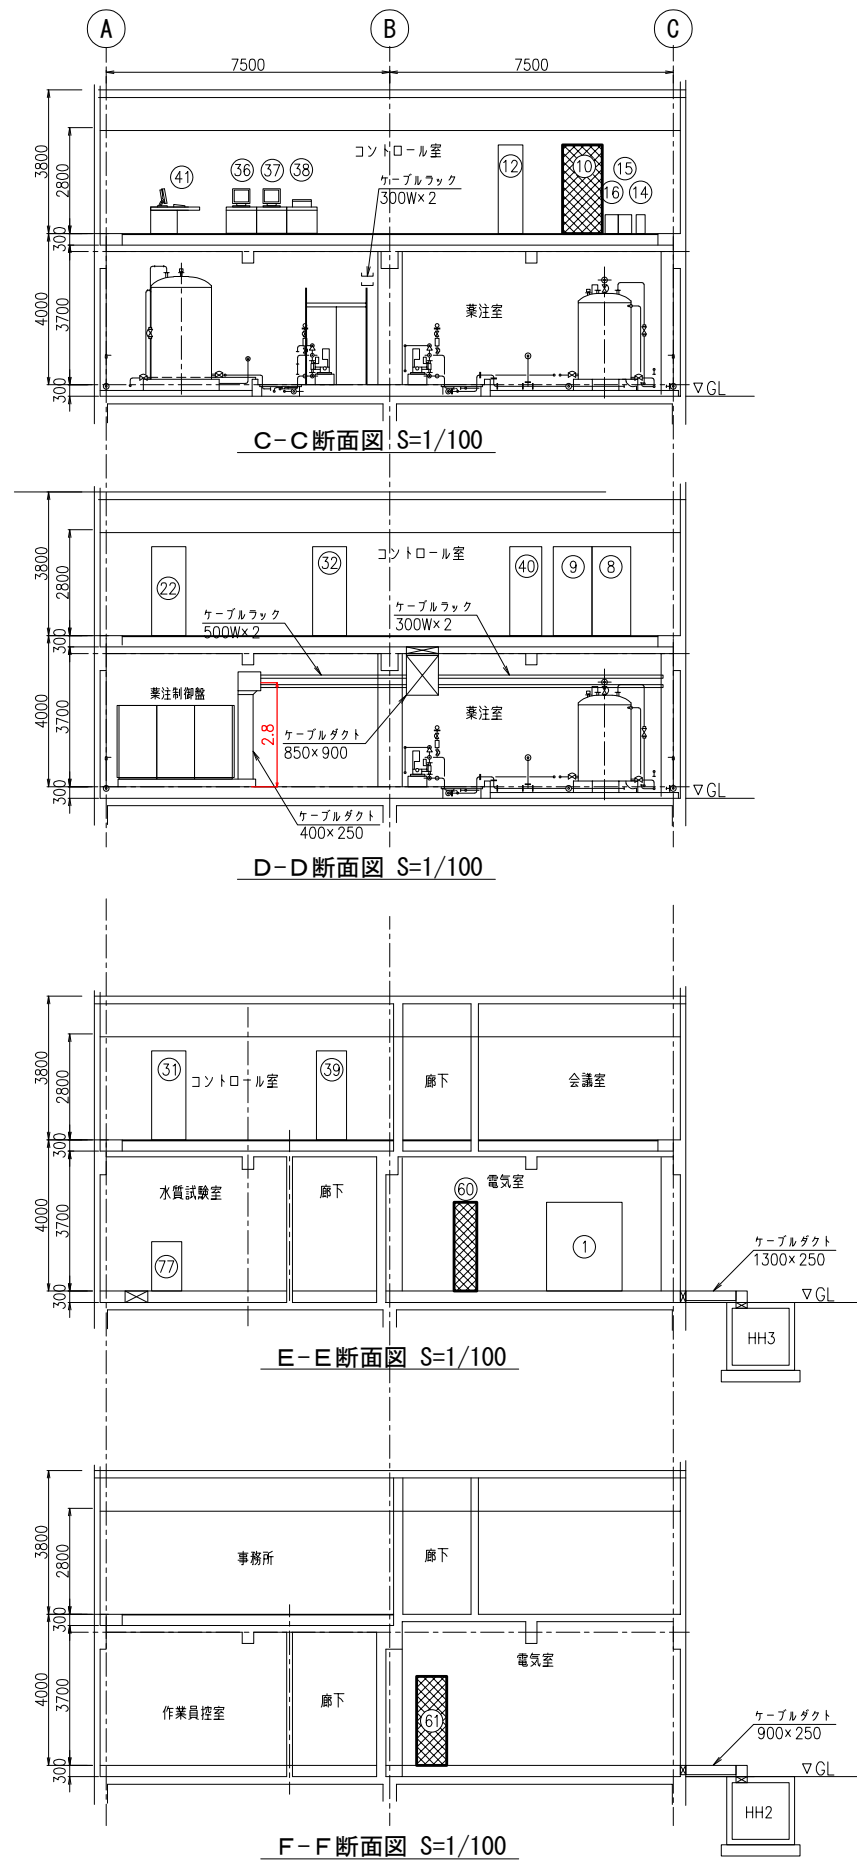 A
B
C
7500
7500
3800
2800
300
4000
3700
300
コントロール室
ケーブルラック
300W×2
41
36
37
38
12
10
15
16
14
薬注室
▽GL
C-C断面図 S=1/100
3800
2800
300
4000
3700
300
コントロール室
22
32
40
9
8
ケーブルラック
500W×2
ケーブルラック
300W×2
薬注制御盤
2.8
ケーブルダクト
850×900
薬注室
ケーブルダクト
400×250
▽GL
D-D断面図 S=1/100
3800
2800
300
4000
3700
300
31
コントロール室
39
廊下
会議室
水質試験室
廊下
電気室
60
77
1
ケーブルダクト
1300×250
▽GL
HH3
E-E断面図 S=1/100
3800
2800
300
4000
3700
300
事務所
廊下
電気室
作業員控室
廊下
61
ケーブルダクト
900×250
▽GL
HH2
F-F断面図 S=1/100